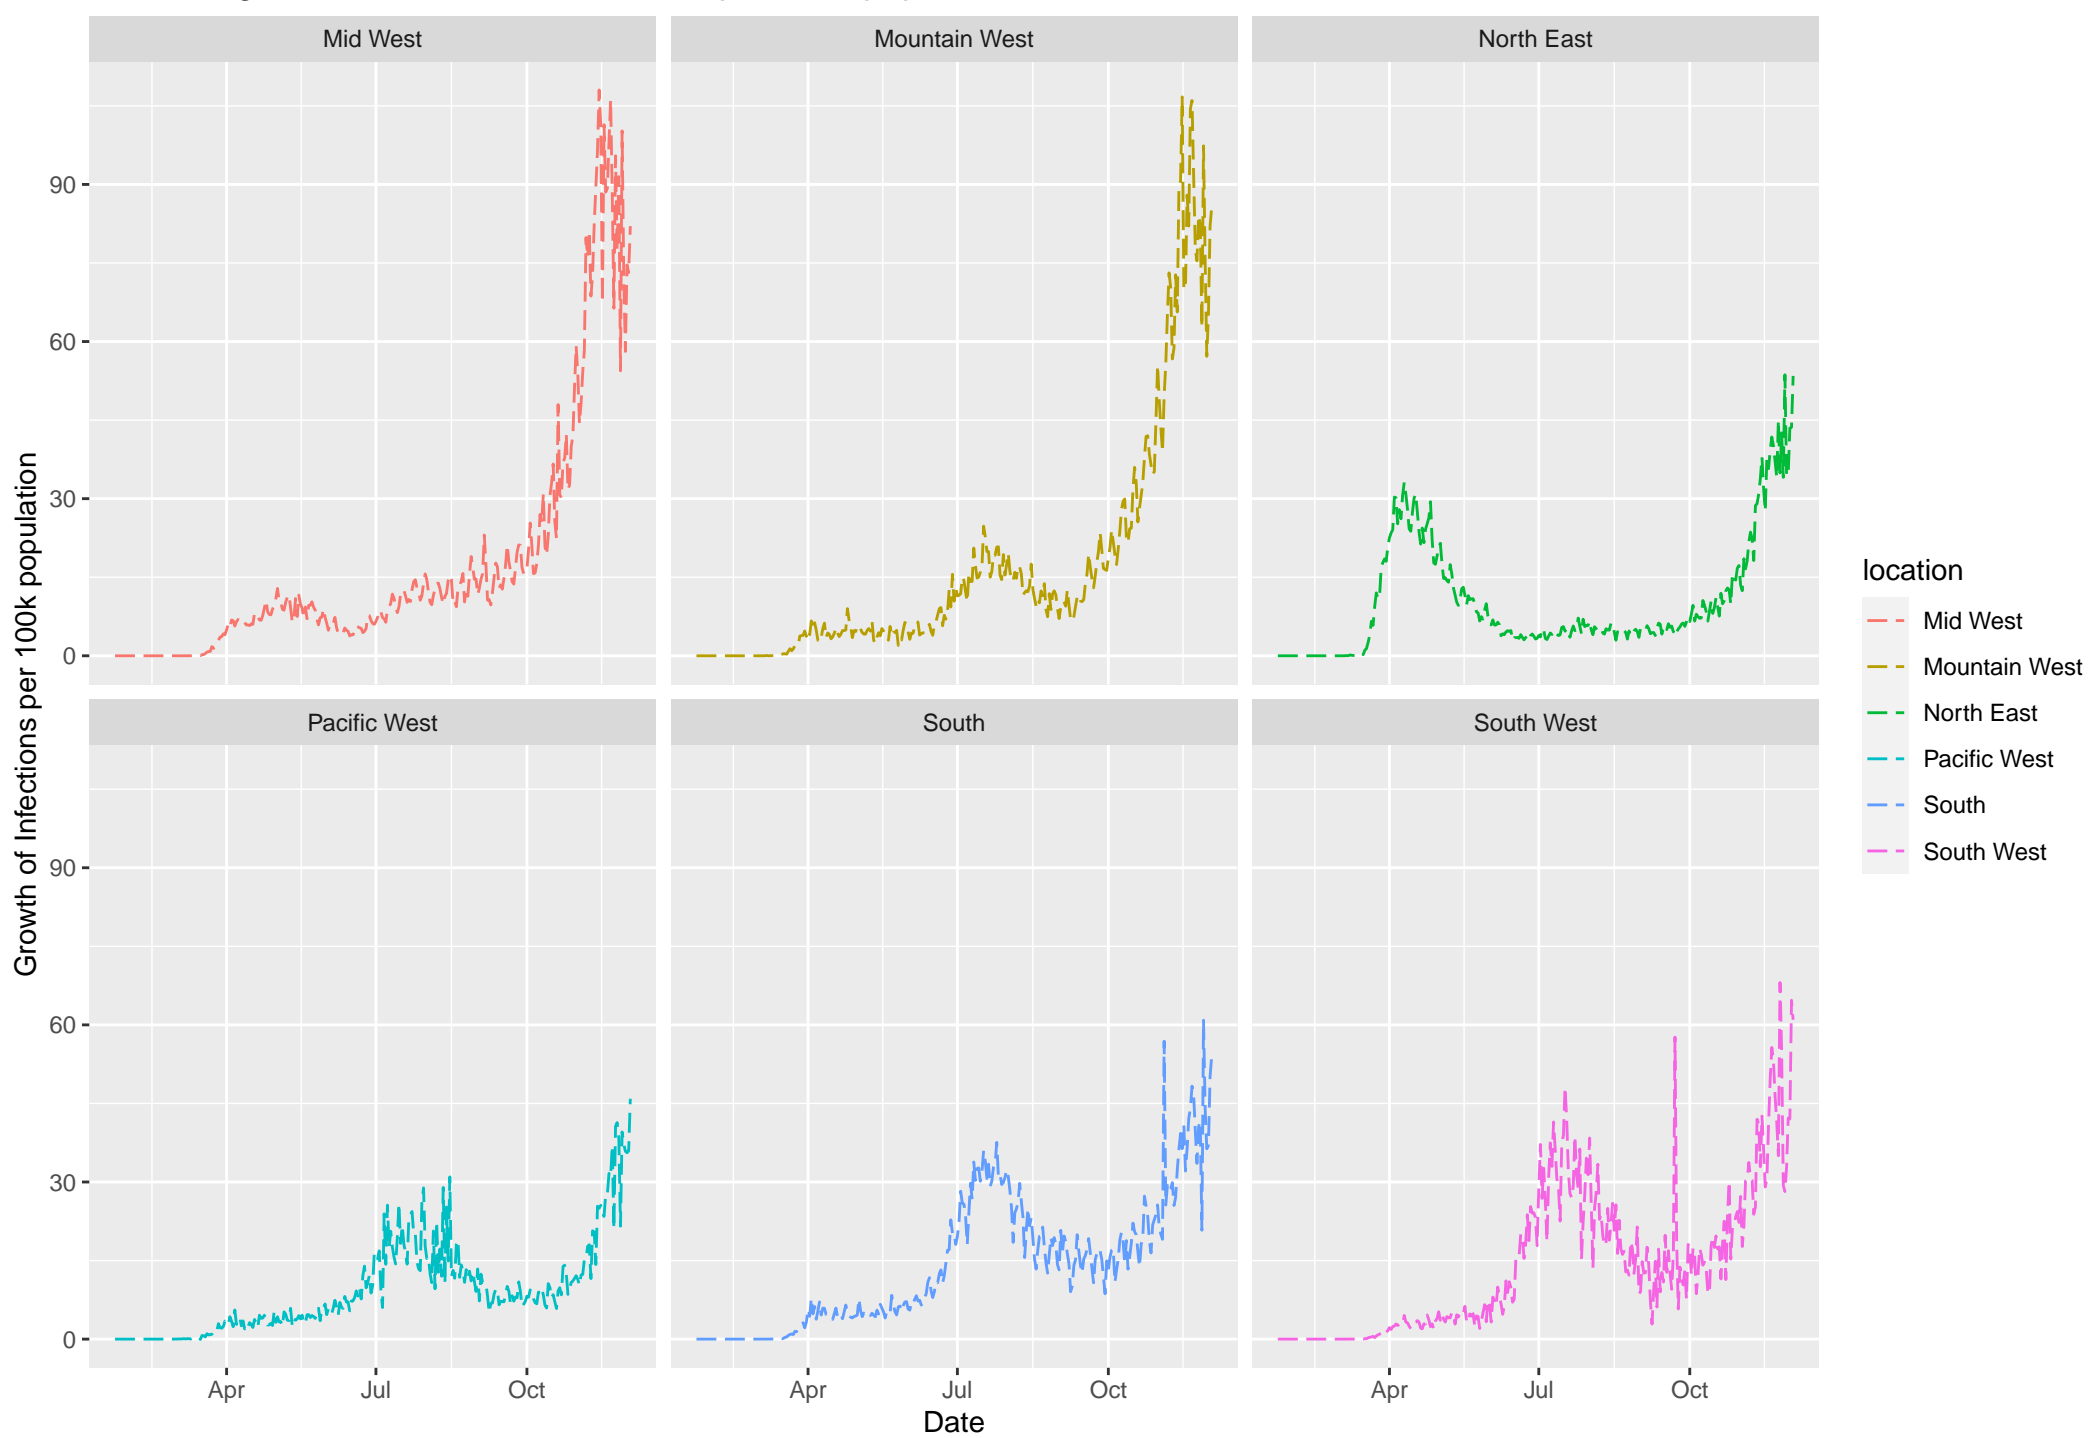 Mid West
Mountain West
North East
90
60
30
0
Pacific West
South
South West
90
60
30
0
Apr
Jul
Oct
Apr
Jul
Oct
Apr
Jul
Oct
Date
Growth of Infections per 100k population
location
Mid West
Mountain West
North East
Pacific West
South
South West